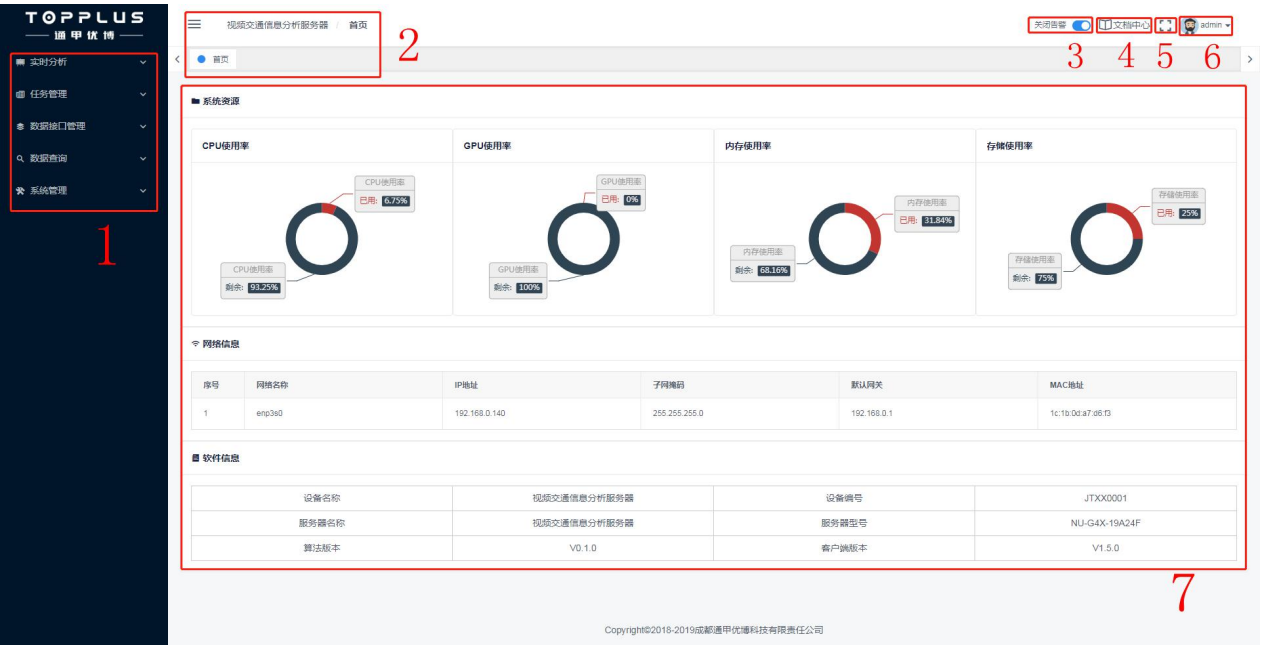 TOPPLUS
通甲优博
实时分析
任务管理
数据接口管理
数据查询
系统管理
1
视频交通信息分析服务器 / 首页
2
关闭告警
文档中心
admin
3 4 5 6
首页
系统资源
CPU使用率 GPU使用率 内存使用率 存储使用率
CPU使用率
已用: 6.75%
CPU使用率
剩余: 93.25%
GPU使用率
已用: 0%
GPU使用率
剩余: 100%
内存使用率
已用: 31.84%
内存使用率
剩余: 68.16%
存储使用率
已用: 25%
存储使用率
剩余: 75%
网络信息
序号 网络名称 IP地址 子网掩码 默认网关 MAC地址
1 enp3s0 192.168.0.140 255.255.255.0 192.168.0.1 1c:1b:0d:a7:d6:f3
软件信息
设备名称 视频交通信息分析服务器 设备编号 JTXX0001
服务器名称 视频交通信息分析服务器 服务器型号 NU-G4X-19A24F
算法版本 V0.1.0 客户端版本 V1.5.0
7
Copyright©2018-2019成都通甲优博科技有限责任公司